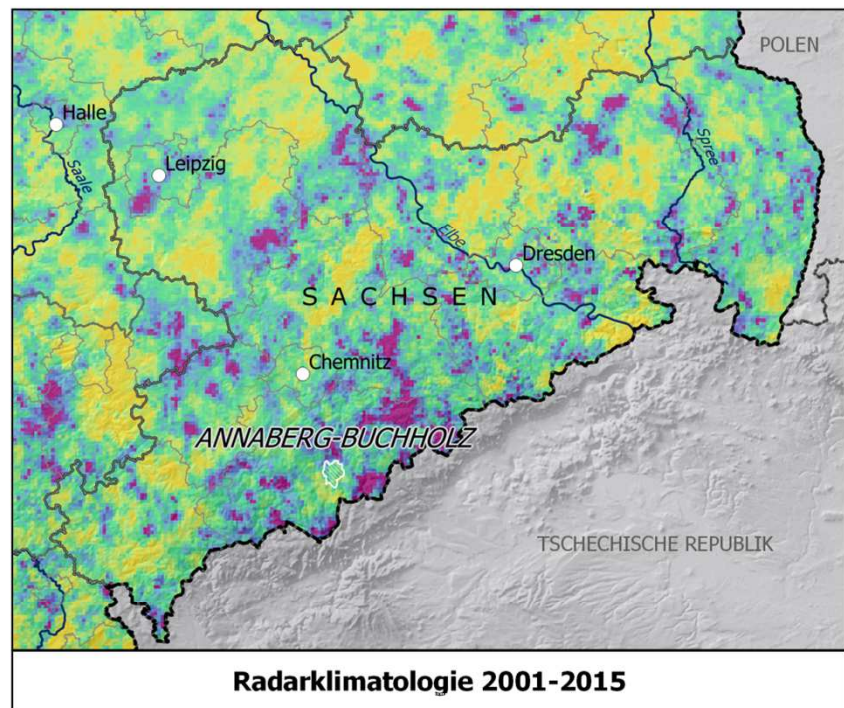 POLEN
Halle
Saale
Leipzig
Spree
Elbe
Dresden
SACHSEN
Chemnitz
ANNABERG-BUCHHOLZ
TSCHECHISCHE REPUBLIK
Radarklimatologie 2001-2015